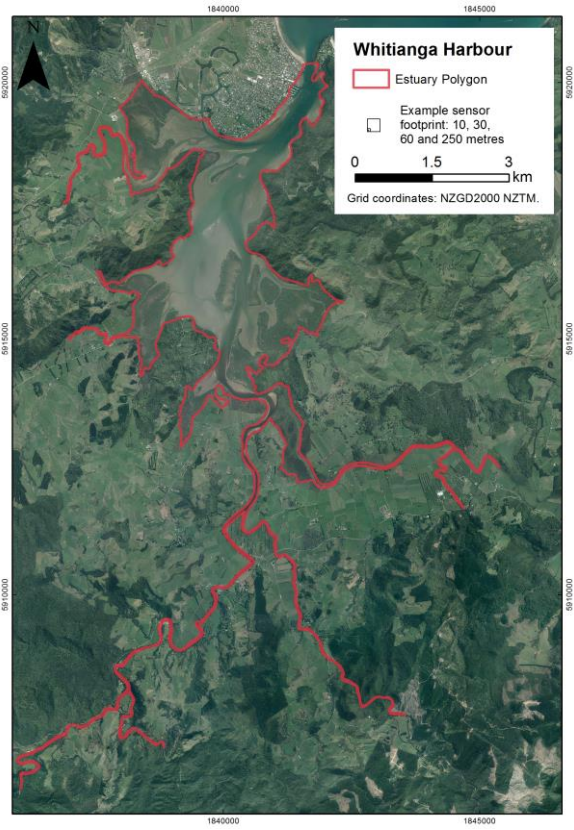 1840000
1845000
N
Whitianga Harbour
Estuary Polygon
Example sensor
footprint: 10, 30,
60 and 250 metres
0 1.5 3
km
Grid coordinates: NZGD2000 NZTM.
5920000
5920000
5915000
5915000
5910000
5910000
1840000
1845000